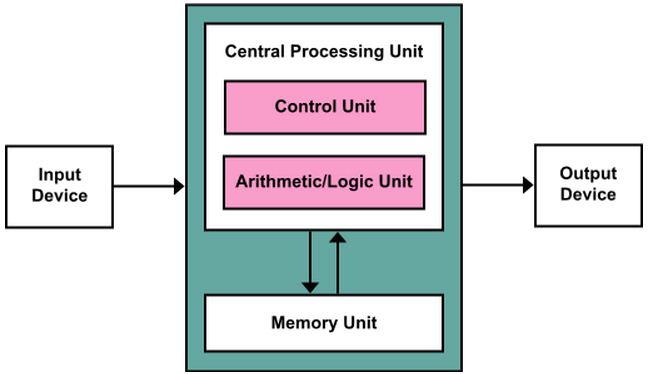 Central Processing Unit
Control Unit
Arithmetic/Logic Unit
Input
Device
Output
Device
Memory Unit